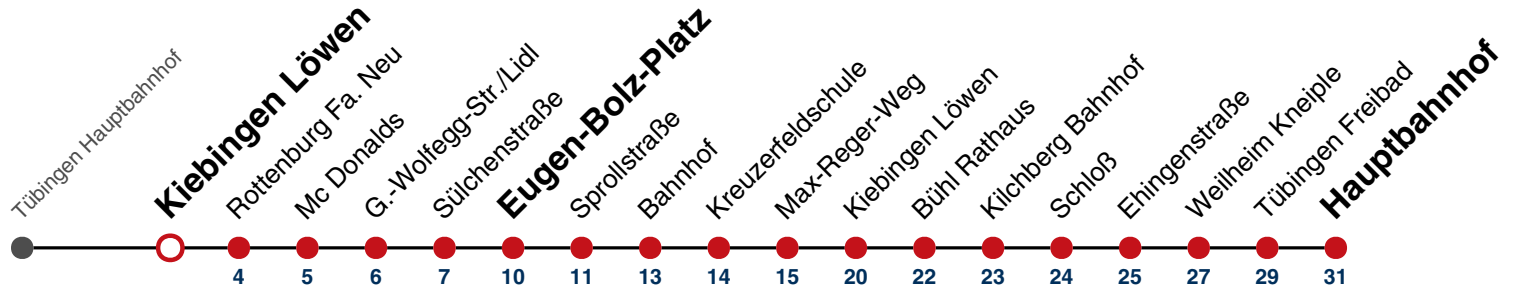 Tübingen Hauptbahnhof
Kiebingen Löwen
Rottenburg Fa. Neu
Mc Donalds
G.-Wolfegg-Str./Lidl
Sülchenstraße
Eugen-Bolz-Platz
Sprollstraße
Bahnhof
Kreuzerfeldschule
Max-Reger-Weg
Kiebingen Löwen
Bühl Rathaus
Kilchberg Bahnhof
Schloß
Ehingenstraße
Weilheim Kneiple
Tübingen Freibad
Hauptbahnhof
4 5 6 7 10 11 13 14 15 20 22 23 24 25 27 29 31